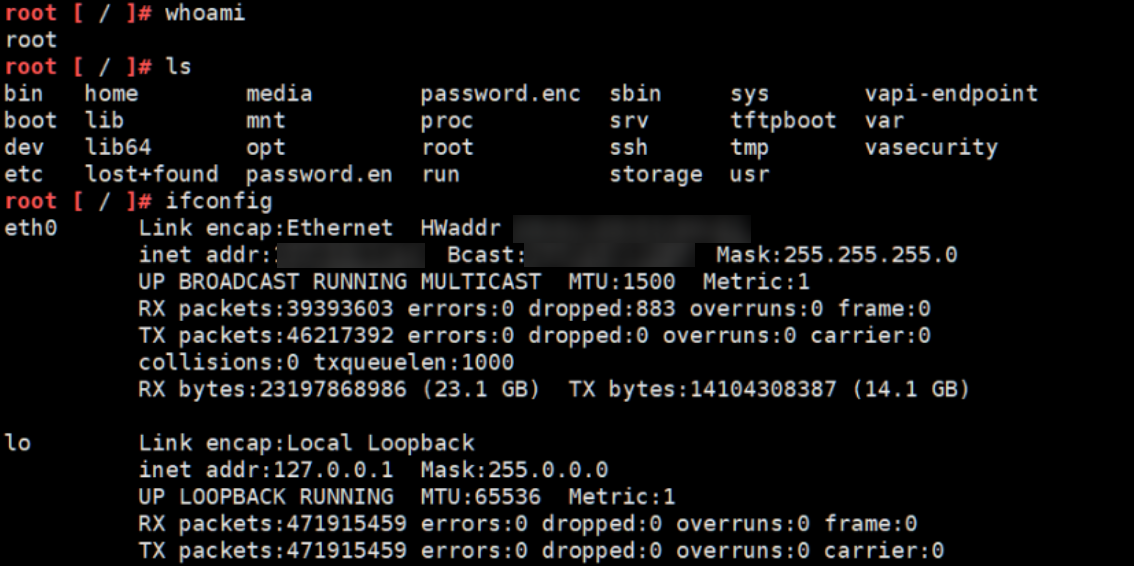 root [ / ]# whoami
root
root [ / ]# ls
bin home media password.enc sbin sys vapi-endpoint
boot lib mnt proc srv tftpboot var
dev lib64 opt root ssh tmp vasecurity
etc lost+found password.en run storage usr
root [ / ]# ifconfig
eth0 Link encap:Ethernet HWaddr
inet addr: Bcast: Mask:255.255.255.0
UP BROADCAST RUNNING MULTICAST MTU:1500 Metric:1
RX packets:39393603 errors:0 dropped:883 overruns:0 frame:0
TX packets:46217392 errors:0 dropped:0 overruns:0 carrier:0
collisions:0 txqueuelen:1000
RX bytes:23197868986 (23.1 GB) TX bytes:14104308387 (14.1 GB)
lo Link encap:Local Loopback
inet addr:127.0.0.1 Mask:255.0.0.0
UP LOOPBACK RUNNING MTU:65536 Metric:1
RX packets:471915459 errors:0 dropped:0 overruns:0 frame:0
TX packets:471915459 errors:0 dropped:0 overruns:0 carrier:0